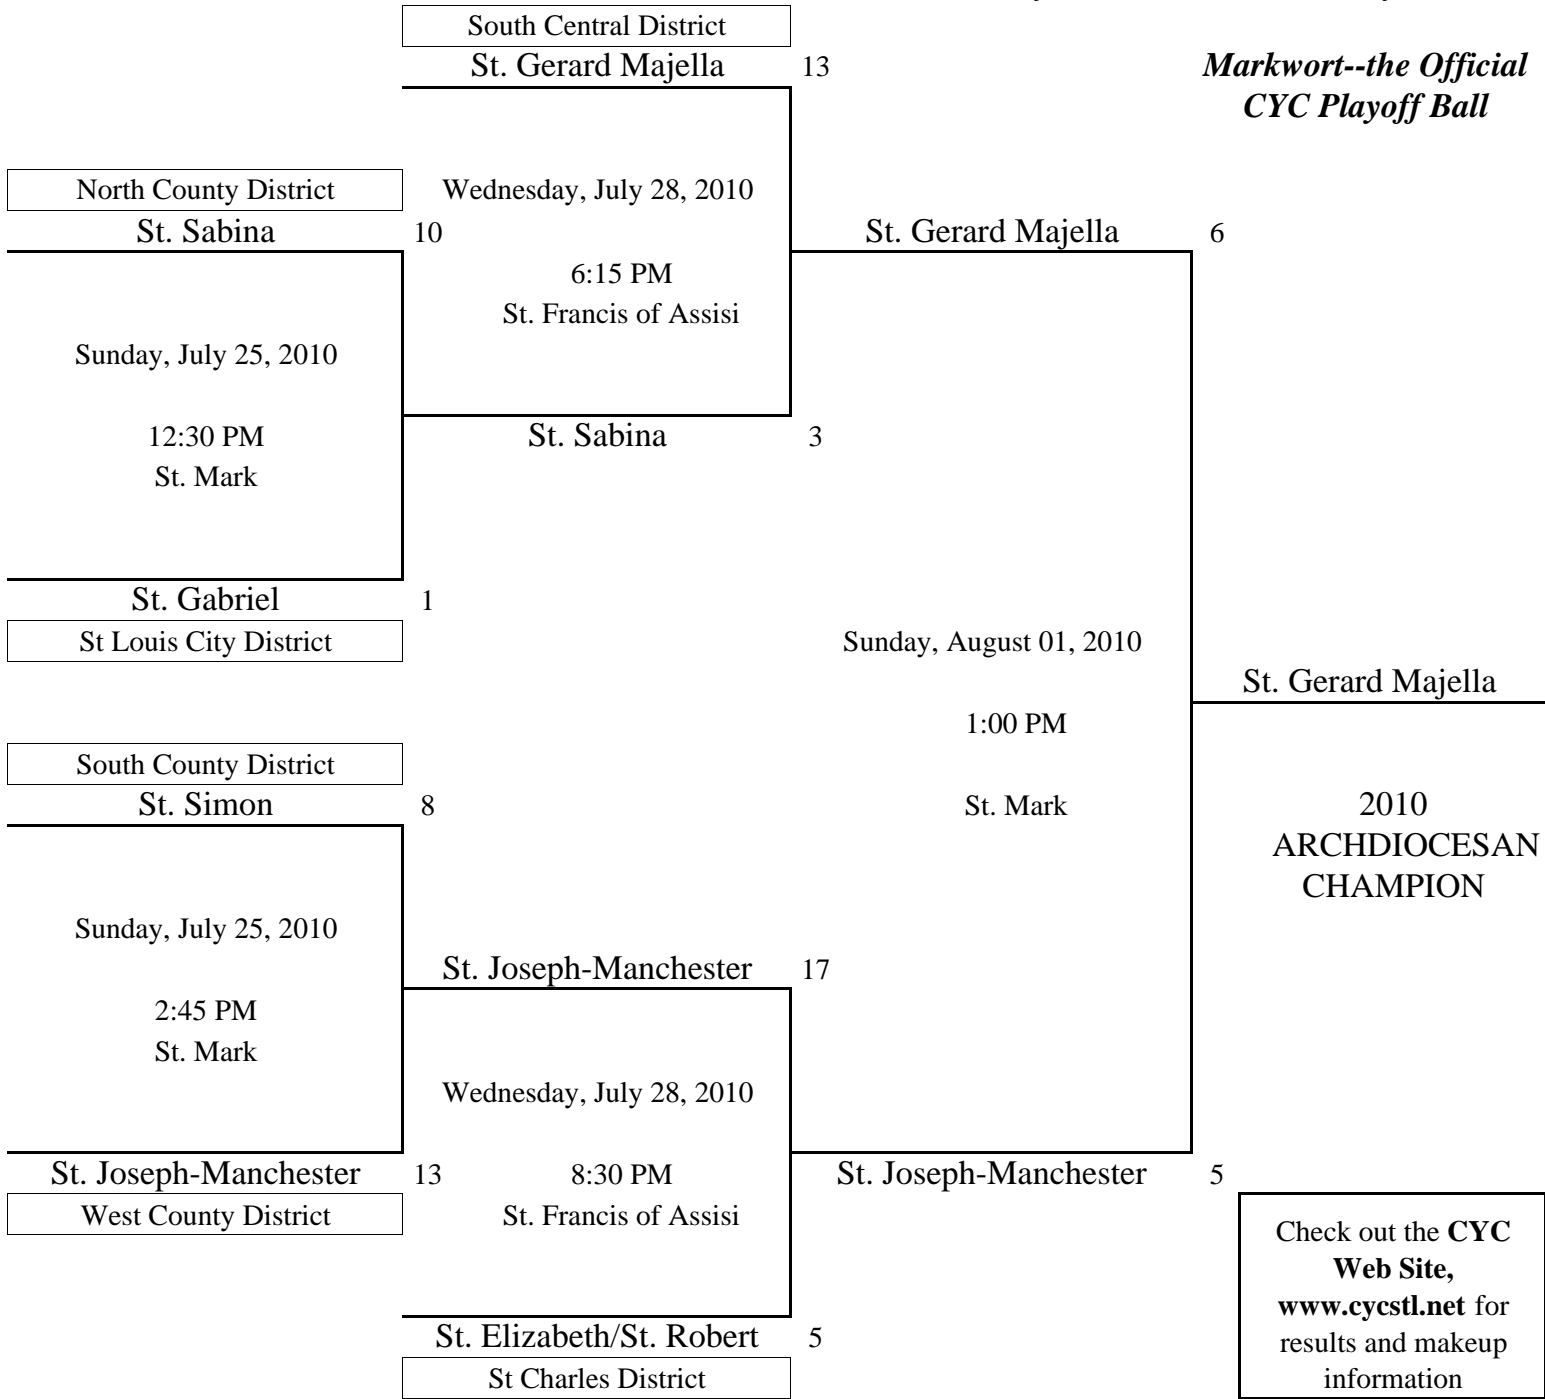 South Central District
St. Gerard Majella 13
Markwort--the Official
CYC Playoff Ball
North County District
Wednesday, July 28, 2010
St. Sabina 10
St. Gerard Majella 6
6:15 PM
St. Francis of Assisi
Sunday, July 25, 2010
12:30 PM
St. Mark
St. Sabina 3
St. Gabriel 1
St Louis City District
Sunday, August 01, 2010
St. Gerard Majella
1:00 PM
South County District
St. Simon 8
St. Mark
2010
ARCHDIOCESAN
CHAMPION
Sunday, July 25, 2010
St. Joseph-Manchester 17
2:45 PM
St. Mark
Wednesday, July 28, 2010
St. Joseph-Manchester 13
8:30 PM
St. Joseph-Manchester 5
West County District
St. Francis of Assisi
Check out the CYC
Web Site,
www.cycstl.net for
results and makeup
information
St. Elizabeth/St. Robert 5
St Charles District